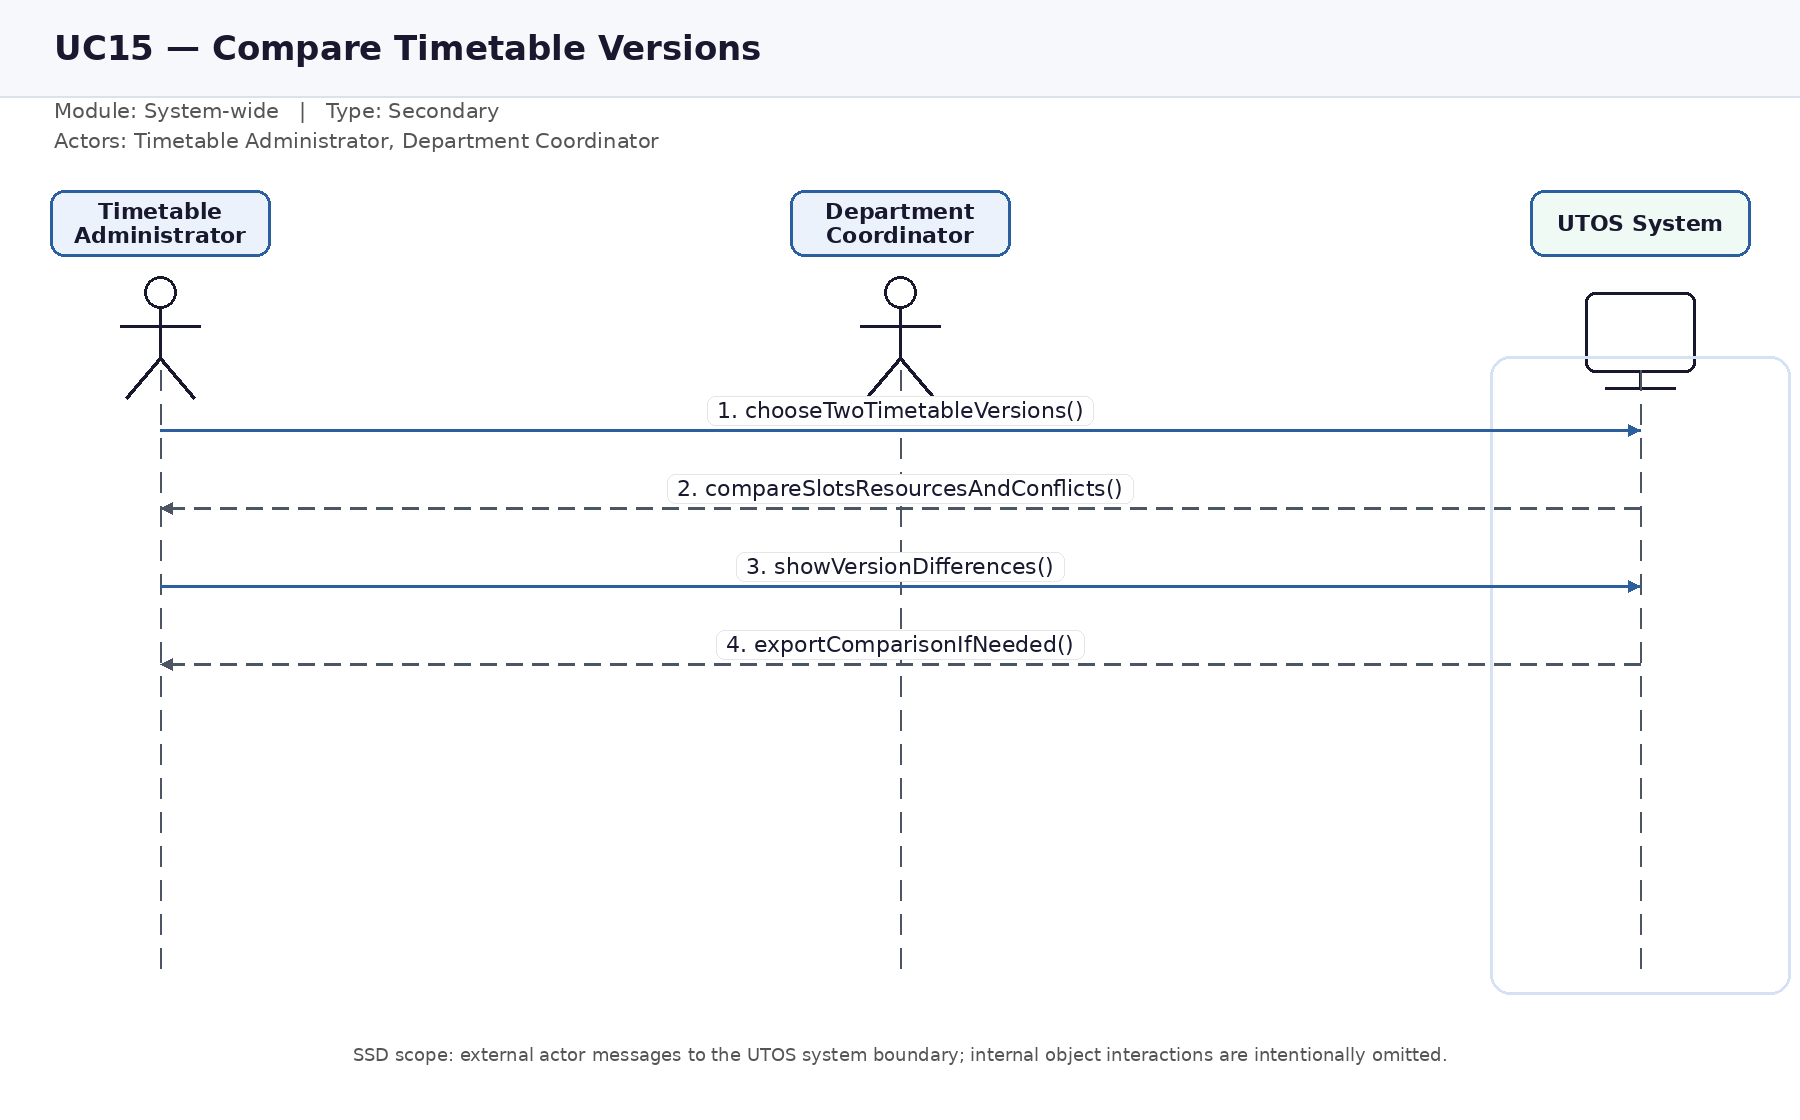 UC15 — Compare Timetable Versions
Module: System-wide | Type: Secondary
Actors: Timetable Administrator, Department Coordinator
Timetable
Administrator
Department
Coordinator
UTOS System
1. chooseTwoTimetableVersions()
2. compareSlotsResourcesAndConflicts()
3. showVersionDifferences()
4. exportComparisonIfNeeded()
SSD scope: external actor messages to the UTOS system boundary; internal object interactions are intentionally omitted.